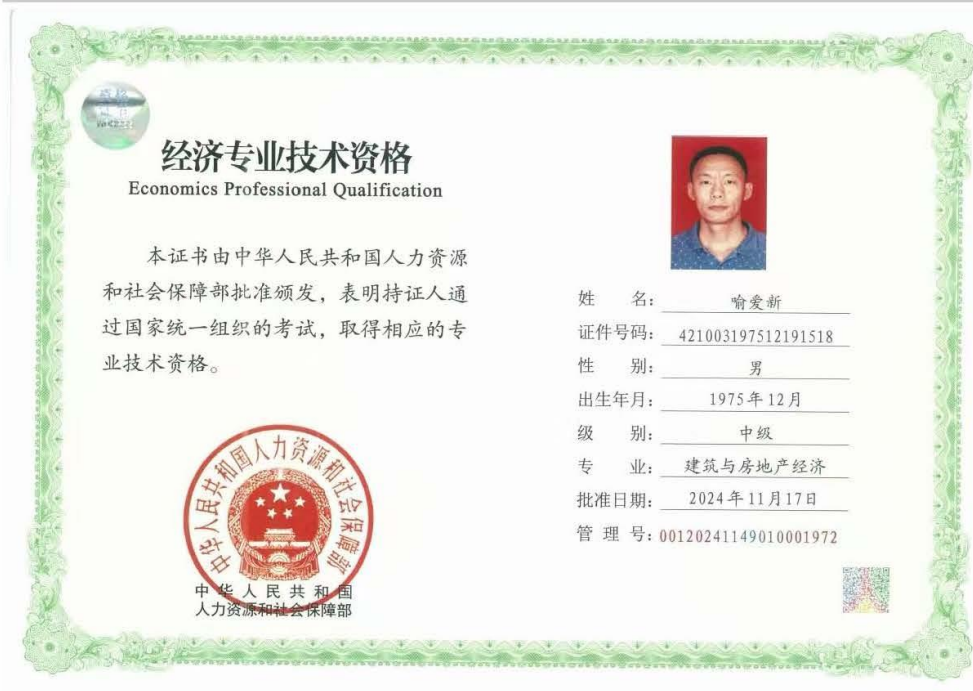 经济专业技术资格
Economics Professional Qualification
本证书由中华人民共和国人力资源
和社会保障部批准颁发，表明持证人通
过国家统一组织的考试，取得相应的专
业技术资格。
中华人民共和国人力资源和社会保障部
中华人民共和国
人力资源和社会保障部
姓 名： 喻爱新
证件号码： 421003197512191518
性 别： 男
出生年月： 1975年12月
级 别： 中级
专 业： 建筑与房地产经济
批准日期： 2024年11月17日
管 理 号： 00120241149010001972